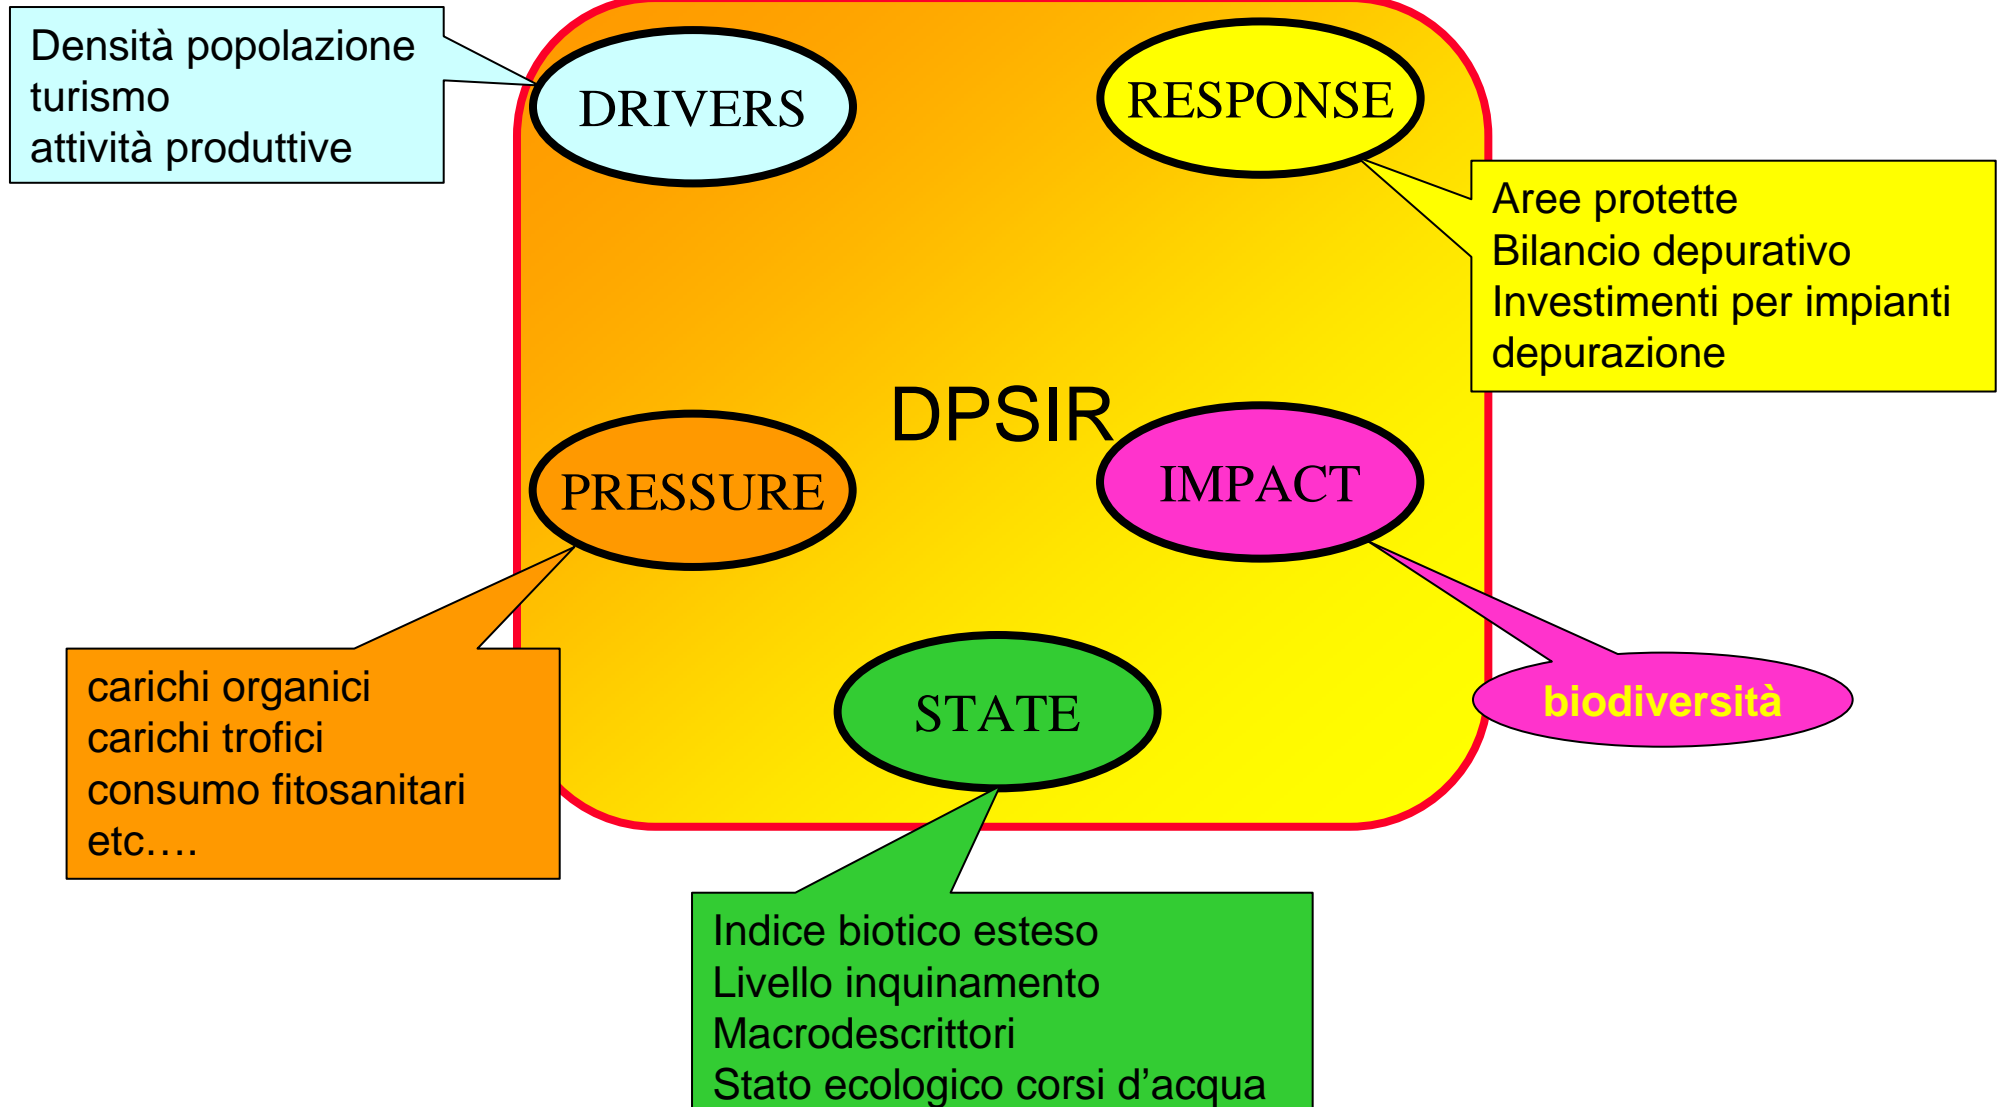 Densità popolazione
turismo
attività produttive
DRIVERS
RESPONSE
Aree protette
Bilancio depurativo
Investimenti per impianti
depurazione
DPSIR
PRESSURE
IMPACT
carichi organici
carichi trofici
consumo fitosanitari
etc….
STATE
biodiversità
Indice biotico esteso
Livello inquinamento
Macrodescrittori
Stato ecologico corsi d’acqua